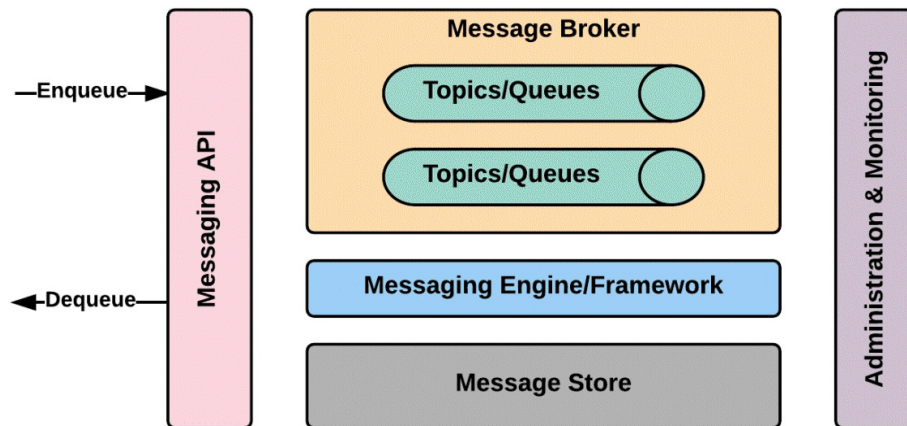 Message Broker
Enqueue
Topics/Queues
Messaging API
Topics/Queues
Administration & Monitoring
Messaging Engine/Framework
Dequeue
Message Store